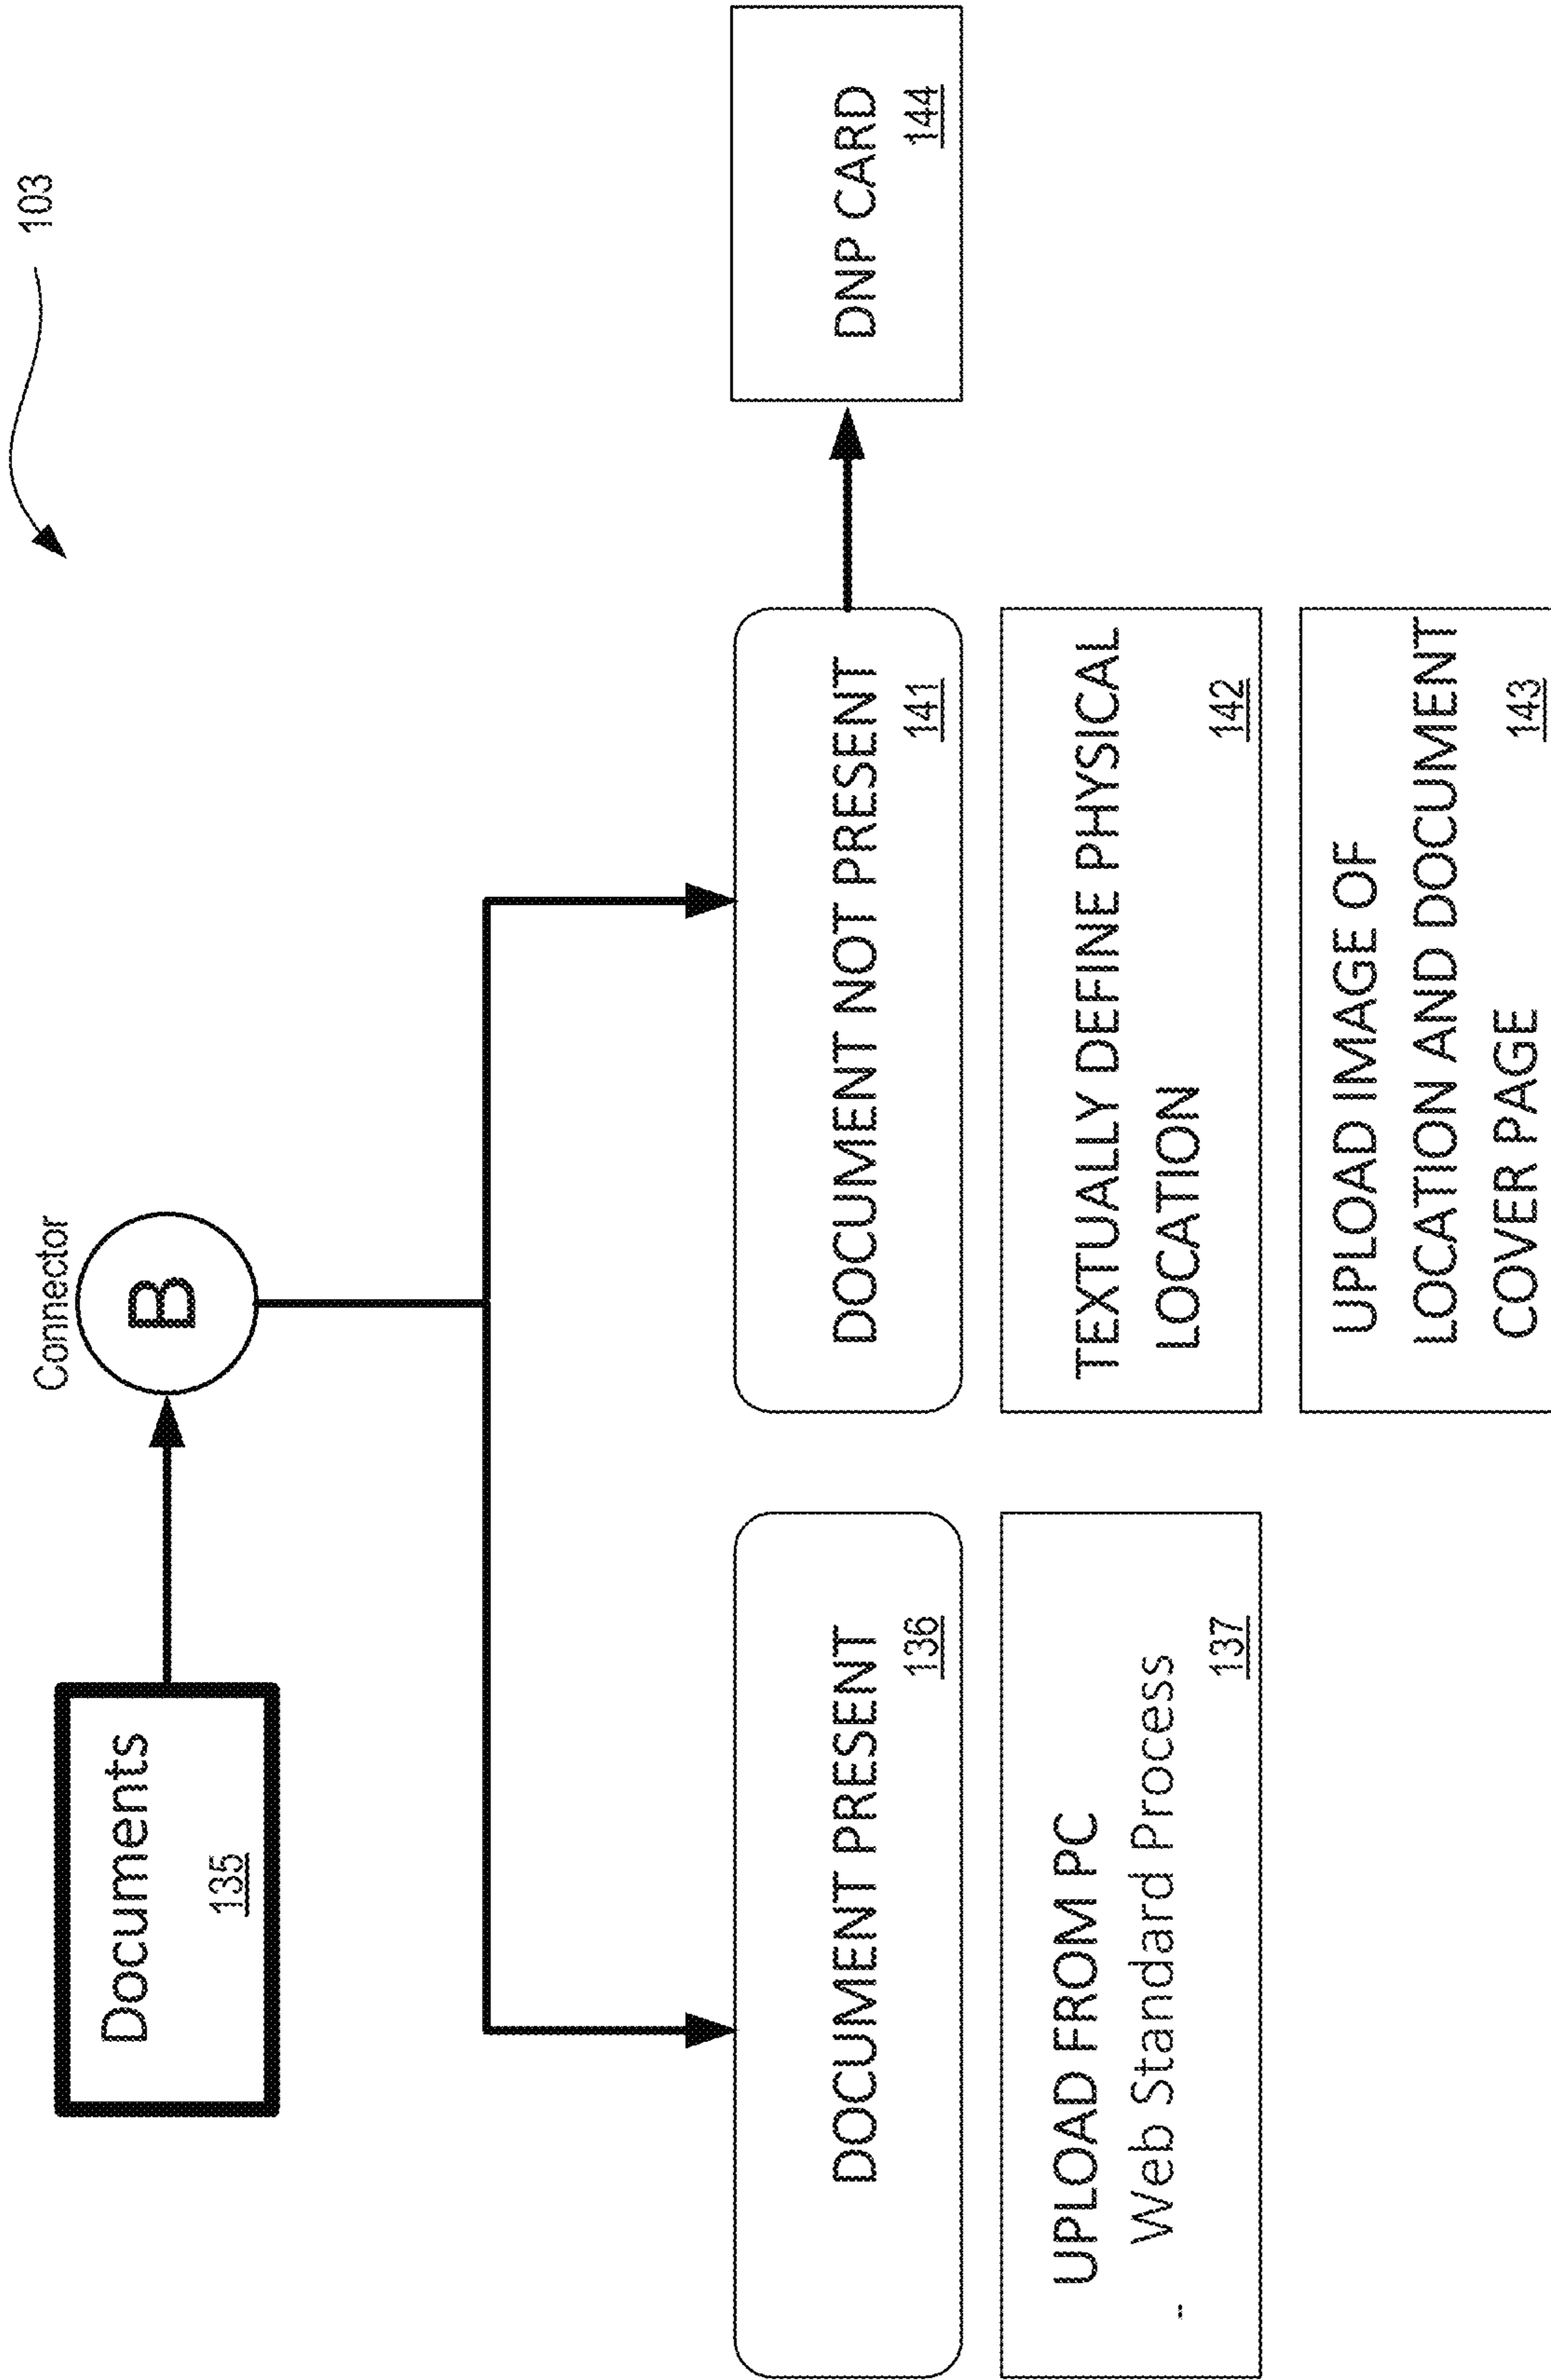 103
Connector
B
Documents
135
DOCUMENT PRESENT
136
UPLOAD FROM PC
- Web Standard Process
137
DOCUMENT NOT PRESENT
141
TEXTUALLY DEFINE PHYSICAL
LOCATION
142
UPLOAD IMAGE OF
LOCATION AND DOCUMENT
COVER PAGE
143
DNP CARD
144